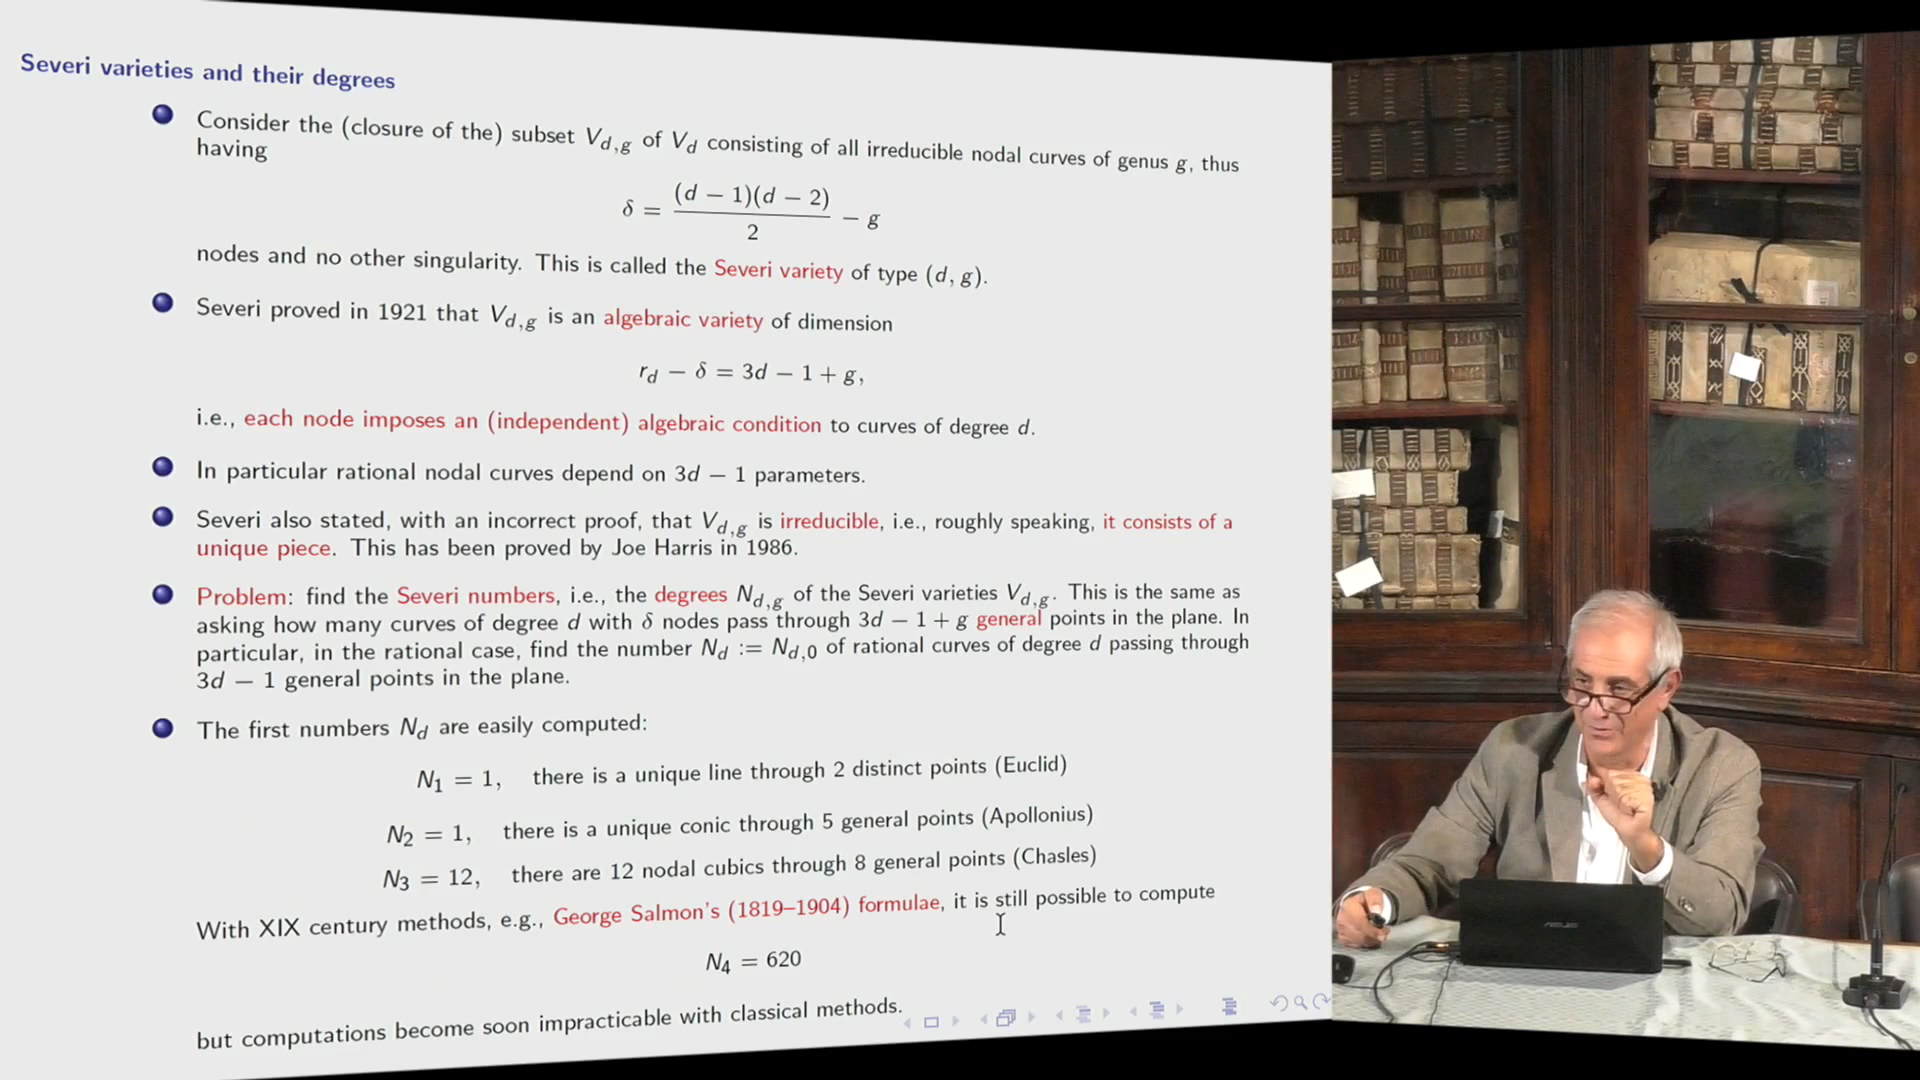 Severi varieties and their degrees
Consider the (closure of the) subset V_{d,g} of V_d consisting of all irreducible nodal curves of genus g, thus
having
δ = (d − 1)(d − 2)/2 − g
nodes and no other singularity. This is called the Severi variety of type (d, g).
Severi proved in 1921 that V_{d,g} is an algebraic variety of dimension
r_d − δ = 3d − 1 + g,
i.e., each node imposes an (independent) algebraic condition to curves of degree d.
In particular rational nodal curves depend on 3d − 1 parameters.
Severi also stated, with an incorrect proof, that V_{d,g} is irreducible, i.e., roughly speaking, it consists of a
unique piece. This has been proved by Joe Harris in 1986.
Problem: find the Severi numbers, i.e., the degrees N_{d,g} of the Severi varieties V_{d,g}. This is the same as
asking how many curves of degree d with δ nodes pass through 3d − 1 + g general points in the plane. In
particular, in the rational case, find the number N_d := N_{d,0} of rational curves of degree d passing through
3d − 1 general points in the plane.
The first numbers N_d are easily computed:
N_1 = 1, there is a unique line through 2 distinct points (Euclid)
N_2 = 1, there is a unique conic through 5 general points (Apollonius)
N_3 = 12, there are 12 nodal cubics through 8 general points (Chasles)
With XIX century methods, e.g., George Salmon's (1819–1904) formulae, it is still possible to compute
N_4 = 620
but computations become soon impracticable with classical methods.
ASUS